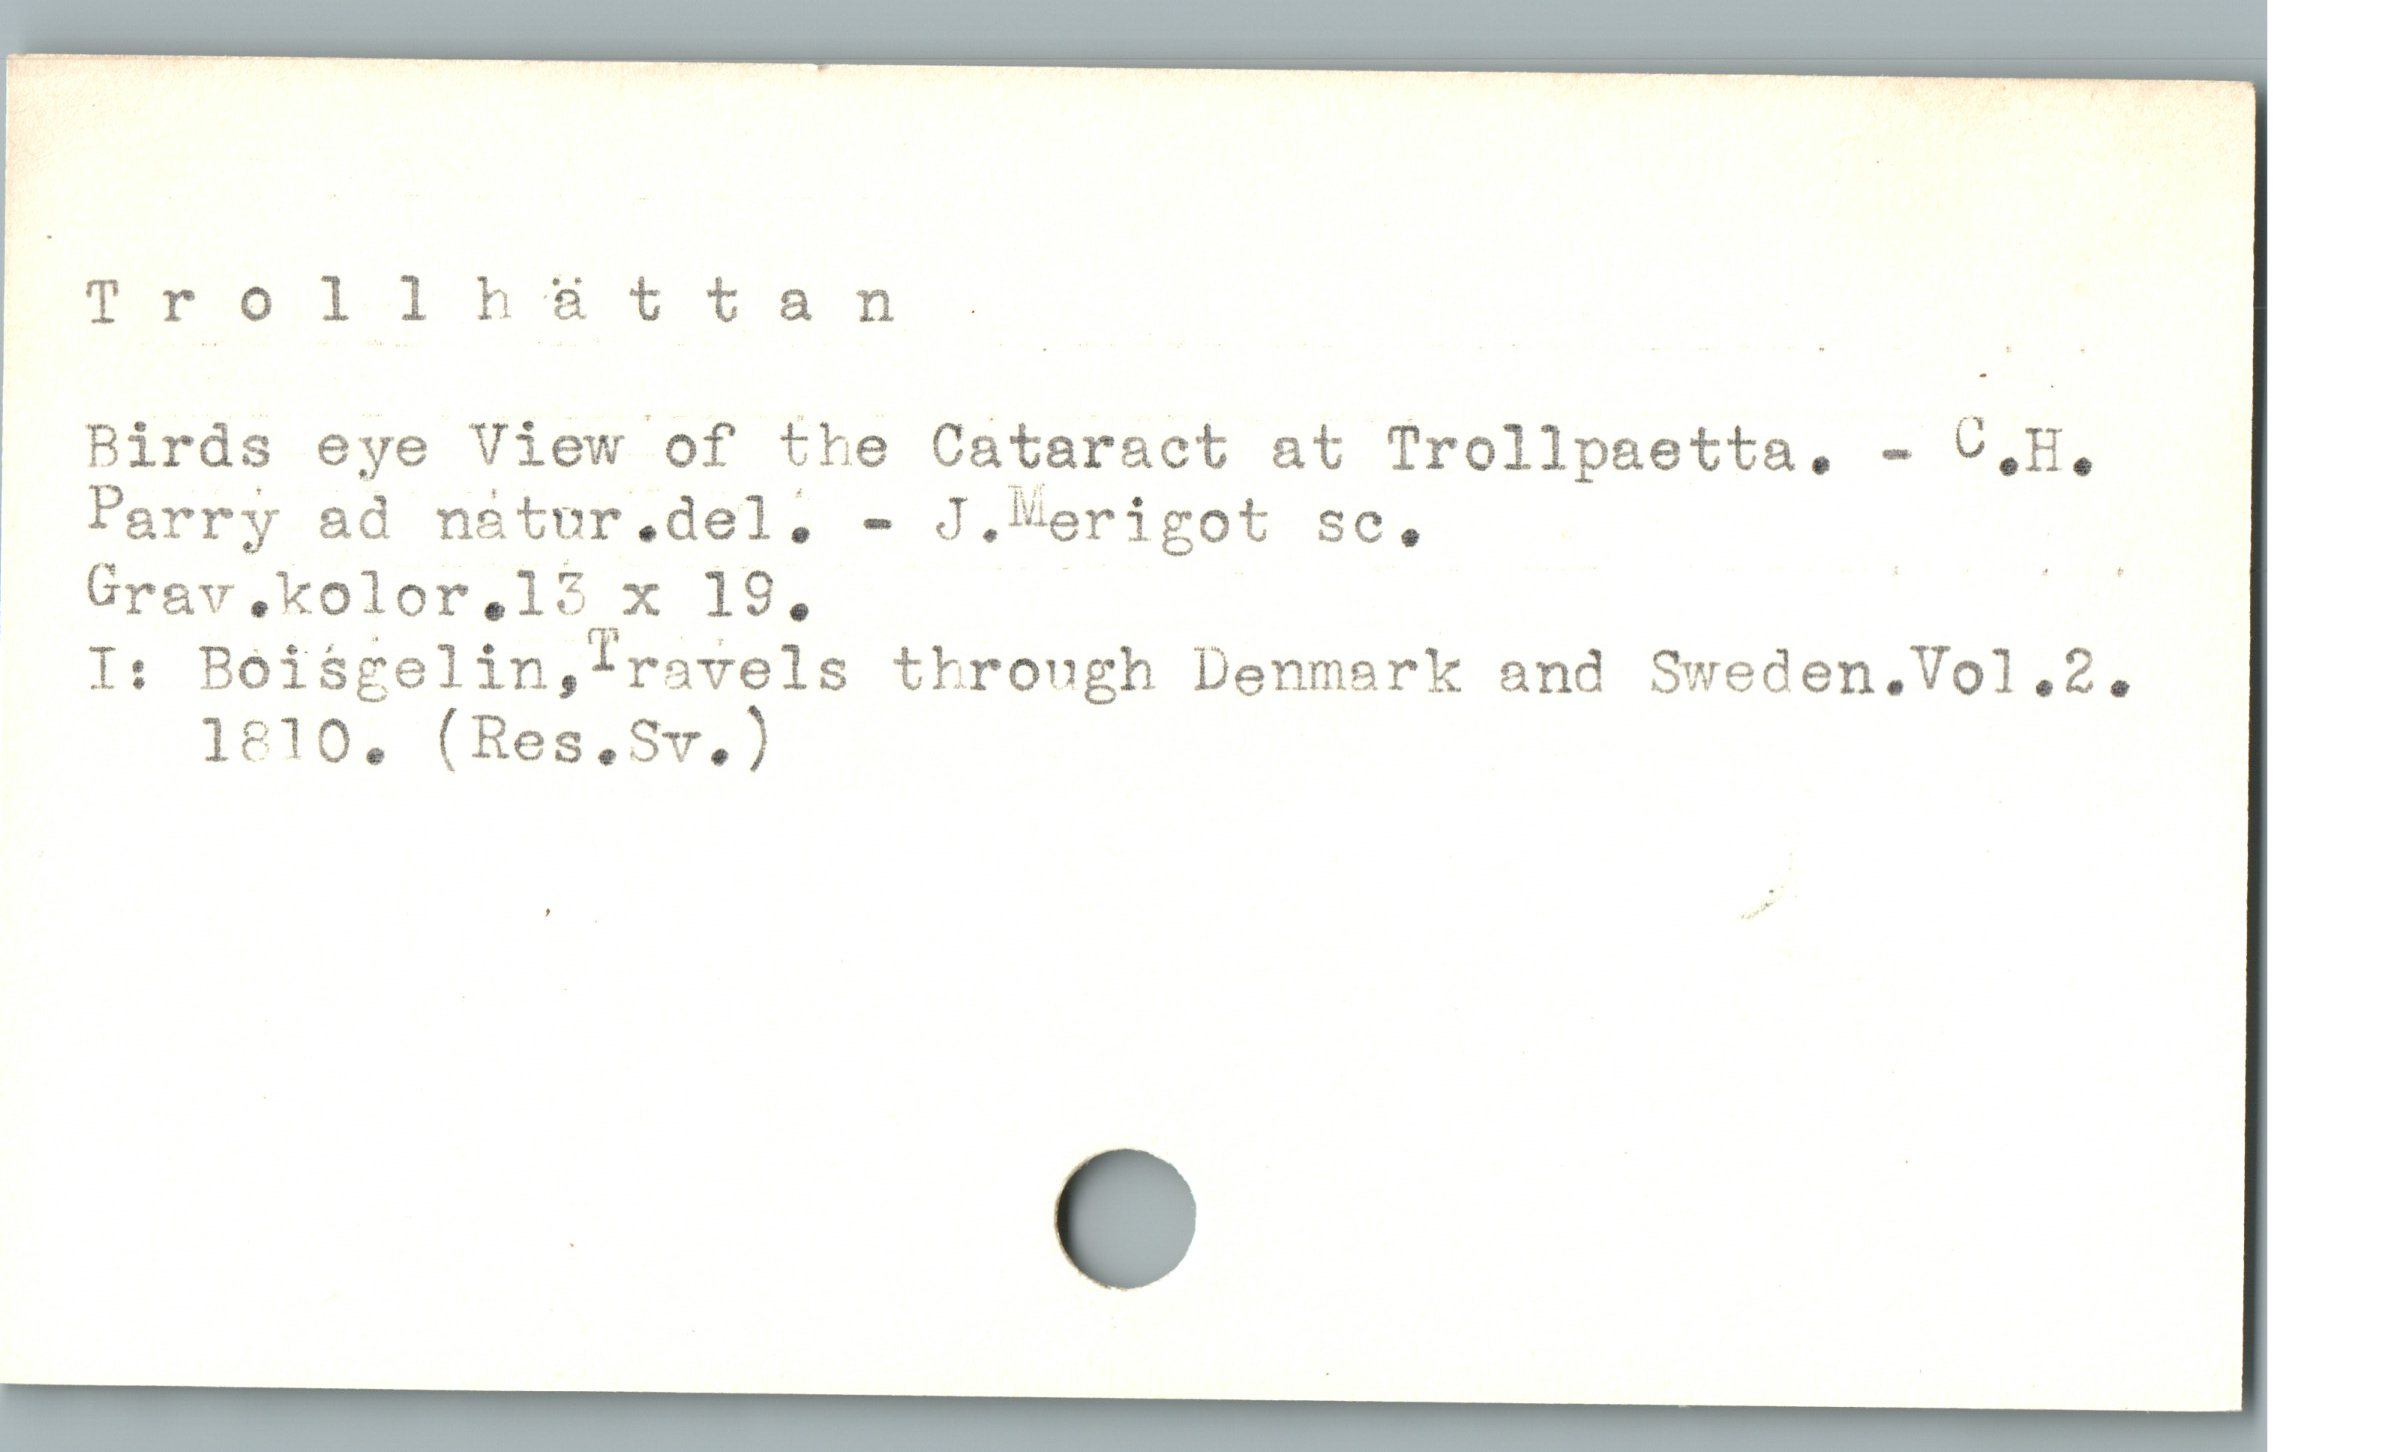 Trollhättan
Birds eye View of the Cataract at Trollpaetta. - C.H.
Parry ad natur.del. - J.Merigot sc.
Grav.kolor.13 x 19.
I: Boisgelin,Travels through Denmark and Sweden.Vol.2.
1810. (Res.Sv.)